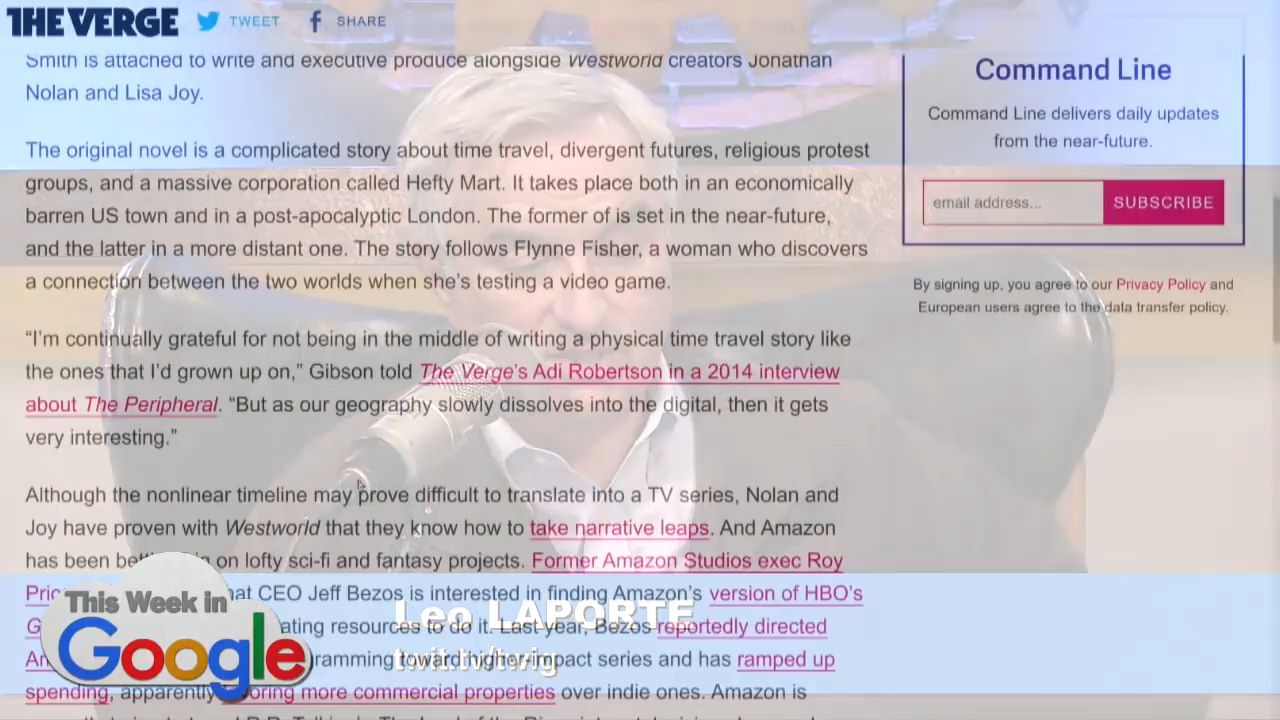 THE VERGE TWEET SHARE
Smith is attached to write and executive produce alongside Westworld creators Jonathan
Nolan and Lisa Joy.
The original novel is a complicated story about time travel, divergent futures, religious protest
groups, and a massive corporation called Hefty Mart. It takes place both in an economically
barren US town and in a post-apocalyptic London. The former of is set in the near-future,
and the latter in a more distant one. The story follows Flynne Fisher, a woman who discovers
a connection between the two worlds when she's testing a video game.
“I'm continually grateful for not being in the middle of writing a physical time travel story like
the ones that I'd grown up on,” Gibson told The Verge's Adi Robertson in a 2014 interview
about The Peripheral. “But as our geography slowly dissolves into the digital, then it gets
very interesting.”
Although the nonlinear timeline may prove difficult to translate into a TV series, Nolan and
Joy have proven with Westworld that they know how to take narrative leaps. And Amazon
has been on lofty sci-fi and fantasy projects. Former Amazon Studios exec Roy
CEO Jeff Bezos is interested in finding Amazon's version of HBO's
resources to do it. Last year, Bezos reportedly directed
toward higher-impact series and has ramped up
spending, apparently more commercial properties over indie ones. Amazon is
Command Line
Command Line delivers daily updates
from the near-future.
email address... SUBSCRIBE
By signing up, you agree to our Privacy Policy and
European users agree to the data transfer policy.
This Week in
Google
Leo LAPORTE
twit.tv/twig